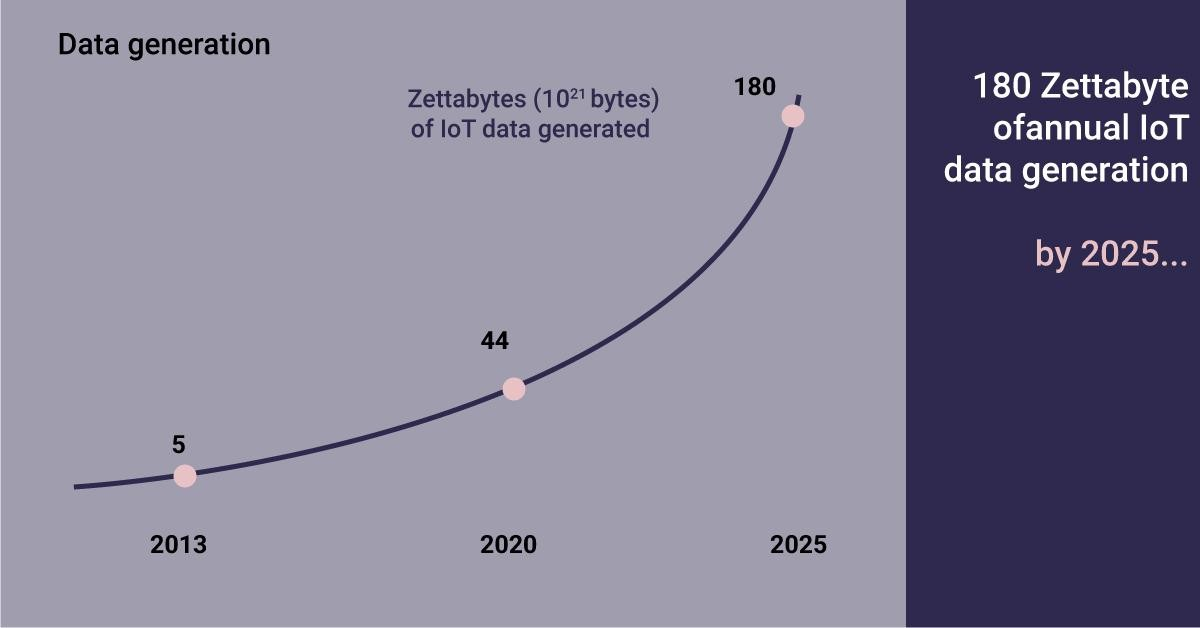 Data generation
Zettabytes (10²¹ bytes)
of IoT data generated
180
44
5
2013
2020
2025
180 Zettabyte
ofannual IoT
data generation
by 2025...